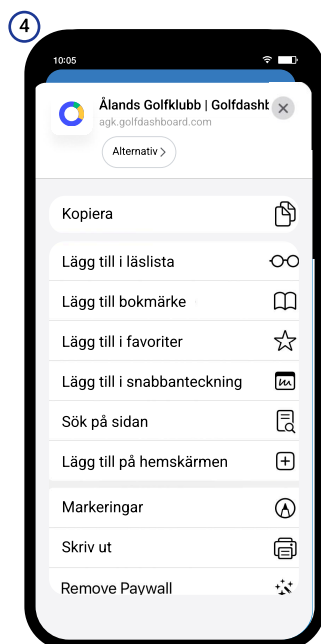 4
10:05
Ålands Golfklubb | Golfdashb
agk.golfdashboard.com
Alternativ >
Kopiera
Lägg till i läslista
Lägg till bokmärke
Lägg till i favoriter
Lägg till i snabbanteckning
Sök på sidan
Lägg till på hemskärmen
Markeringar
Skriv ut
Remove Paywall